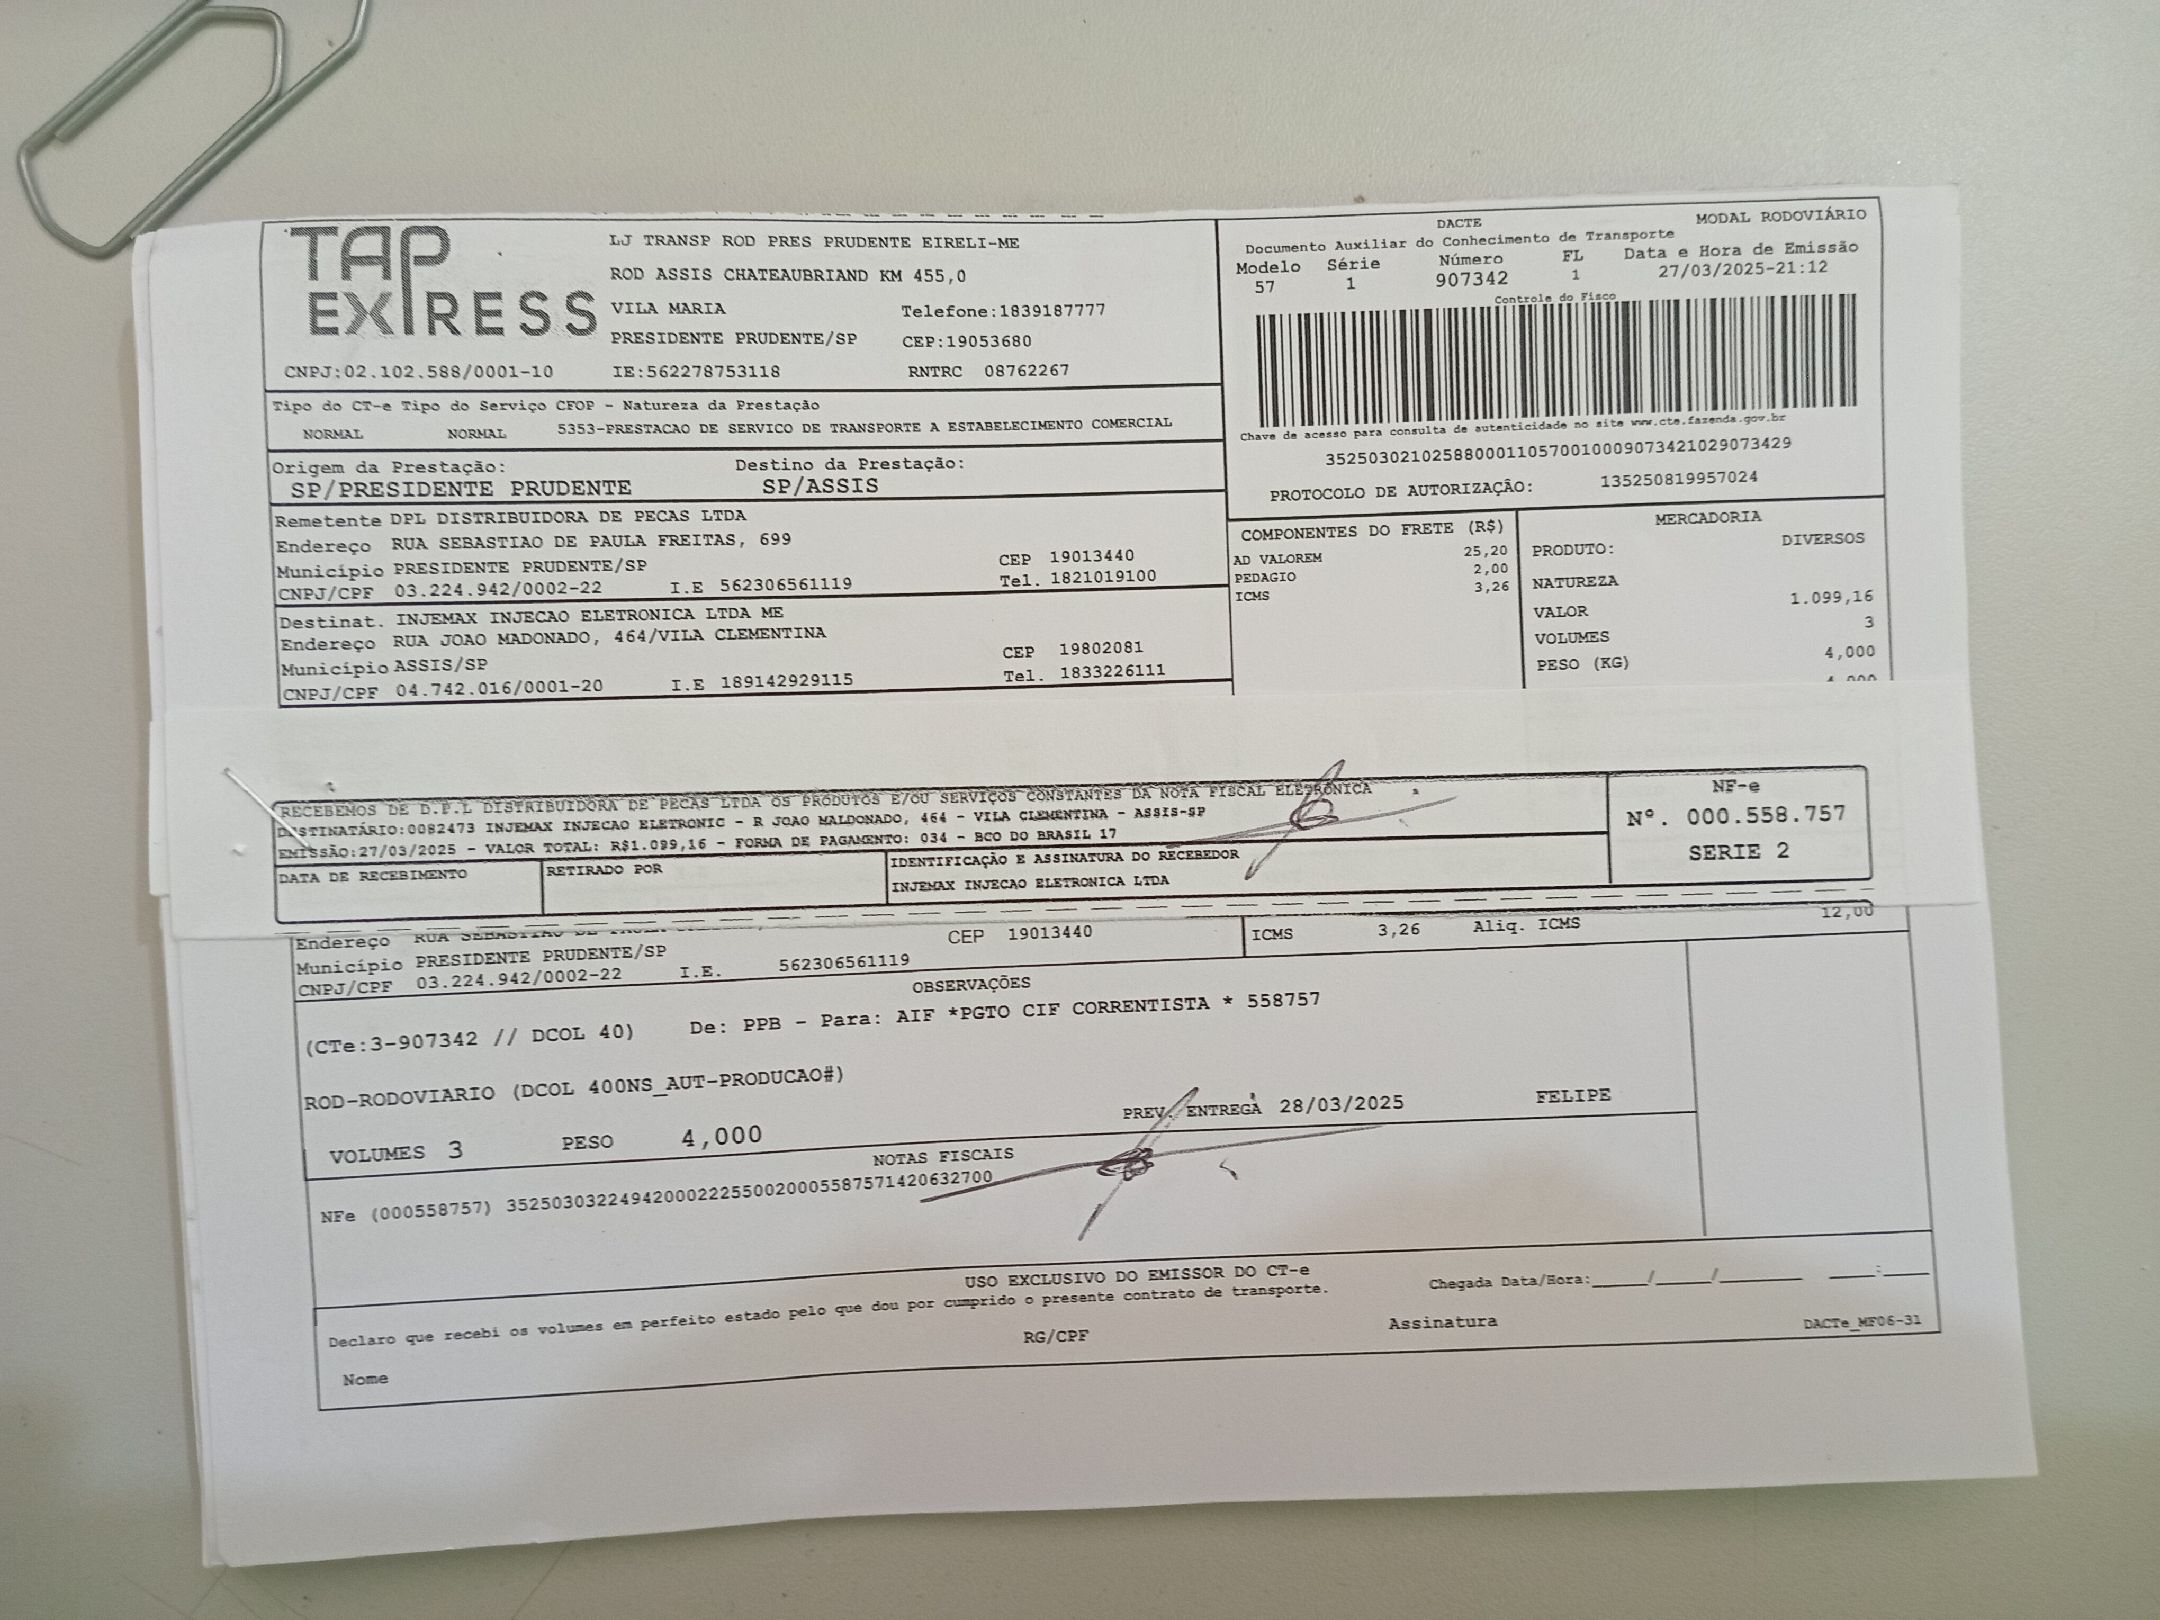 TAP EXPRESS
LJ TRANSP ROD PRES PRUDENTE EIRELI-ME
ROD ASSIS CHATEAUBRIAND KM 455,0
VILA MARIA Telefone:1839187777
PRESIDENTE PRUDENTE/SP CEP:19053680
CNPJ:02.102.588/0001-10 IE:562278753118 RNTRC 08762267
DACTE MODAL RODOVIÁRIO
Documento Auxiliar do Conhecimento de Transporte
Modelo Série Número FL Data e Hora de Emissão
57 1 907342 1 27/03/2025-21:12
Controle do Fisco
Chave de acesso para consulta de autenticidade no site www.cte.fazenda.gov.br
35250302102588000110570010009073421029073429
PROTOCOLO DE AUTORIZAÇÃO: 135250819957024
Tipo do CT-e Tipo do Serviço CFOP - Natureza da Prestação
NORMAL NORMAL 5353-PRESTACAO DE SERVICO DE TRANSPORTE A ESTABELECIMENTO COMERCIAL
Origem da Prestação: Destino da Prestação:
SP/PRESIDENTE PRUDENTE SP/ASSIS
Remetente DPL DISTRIBUIDORA DE PECAS LTDA
Endereço RUA SEBASTIAO DE PAULA FREITAS, 699
Município PRESIDENTE PRUDENTE/SP CEP 19013440
CNPJ/CPF 03.224.942/0002-22 I.E 562306561119 Tel. 1821019100
Destinat. INJEMAX INJECAO ELETRONICA LTDA ME
Endereço RUA JOAO MADONADO, 464/VILA CLEMENTINA
Município ASSIS/SP CEP 19802081
CNPJ/CPF 04.742.016/0001-20 I.E 189142929115 Tel. 1833226111
COMPONENTES DO FRETE (R$)
AD VALOREM 25,20
PEDAGIO 2,00
ICMS 3,26
MERCADORIA
PRODUTO: DIVERSOS
NATUREZA
VALOR 1.099,16
VOLUMES 3
PESO (KG) 4,000
RECEBEMOS DE D.P.L DISTRIBUIDORA DE PECAS LTDA OS PRODUTOS E/OU SERVIÇOS CONSTANTES DA NOTA FISCAL ELETRÔNICA
DESTINATÁRIO:0082473 INJEMAX INJECAO ELETRONIC - R JOAO MALDONADO, 464 - VILA CLEMENTINA - ASSIS-SP
EMISSÃO:27/03/2025 - VALOR TOTAL: R$1.099,16 - FORMA DE PAGAMENTO: 034 - BCO DO BRASIL 17
DATA DE RECEBIMENTO RETIRADO POR IDENTIFICAÇÃO E ASSINATURA DO RECEBEDOR
INJEMAX INJECAO ELETRONICA LTDA
NF-e
Nº. 000.558.757
SERIE 2
Endereço RUA SEBASTIAO DE CEP 19013440
Município PRESIDENTE PRUDENTE/SP
CNPJ/CPF 03.224.942/0002-22 I.E. 562306561119
ICMS 3,26 Aliq. ICMS 12,00
OBSERVAÇÕES
(CTe:3-907342 // DCOL 40) De: PPB - Para: AIF *PGTO CIF CORRENTISTA * 558757
ROD-RODOVIARIO (DCOL 400NS_AUT-PRODUCAO#)
VOLUMES 3 PESO 4,000 PREV. ENTREGA 28/03/2025 FELIPE
NOTAS FISCAIS
NFe (000558757) 35250303224942000222550020005587571420632700
USO EXCLUSIVO DO EMISSOR DO CT-e
Declaro que recebi os volumes em perfeito estado pelo que dou por cumprido o presente contrato de transporte. Chegada Data/Hora:_____/_____/________ ____:____
Nome RG/CPF Assinatura DACTe_MF06-31